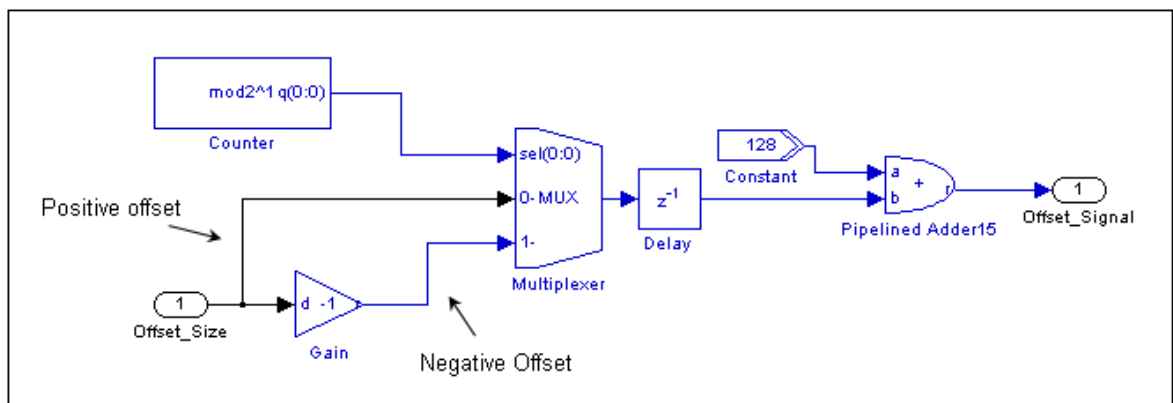 mod2^1 q(0:0)
Counter
sel(0:0)
0- MUX
1-
Multiplexer
Positive offset
1
Offset_Size
d -1
Gain
Negative Offset
z-1
Delay
128
Constant
a
+
b
r
Pipelined Adder15
1
Offset_Signal